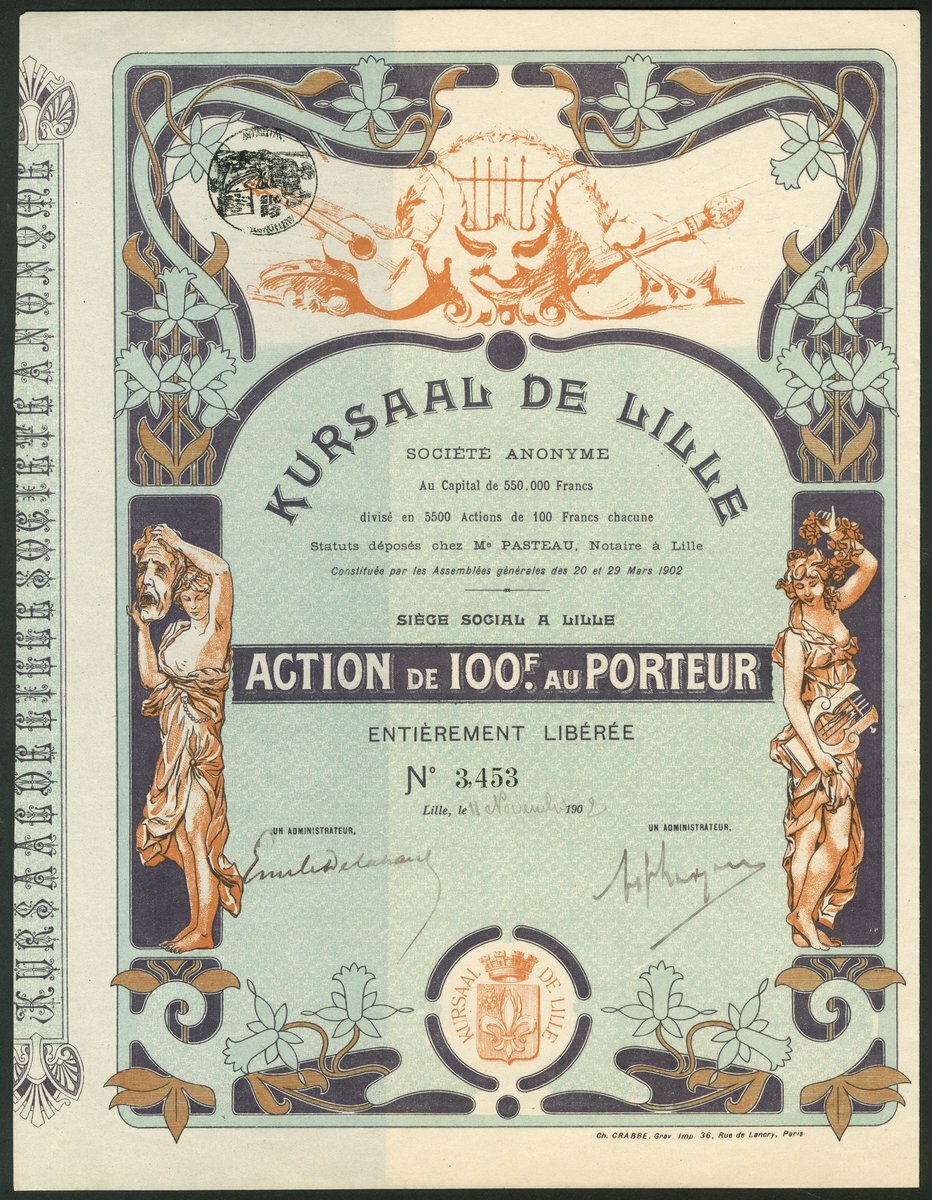 KURSAAL DE LILLE
SOCIÉTÉ ANONYME
Au Capital de 550.000 Francs
divisé en 5500 Actions de 100 Francs chacune
Statuts déposés chez Me PASTEAU, Notaire à Lille
Constituée par les Assemblées générales des 20 et 29 Mars 1902
SIÈGE SOCIAL A LILLE
ACTION DE 100F. AU PORTEUR
ENTIÈREMENT LIBÉRÉE
No 3,453
Lille, le 11 Novembre 1902
UN ADMINISTRATEUR,
UN ADMINISTRATEUR,
KURSAAL DE LILLE
Ch. CRABBE. Grav. Imp. 36, Rue de Lancry, Paris
KURSAAL DE LILLE SOCIETE ANONYME